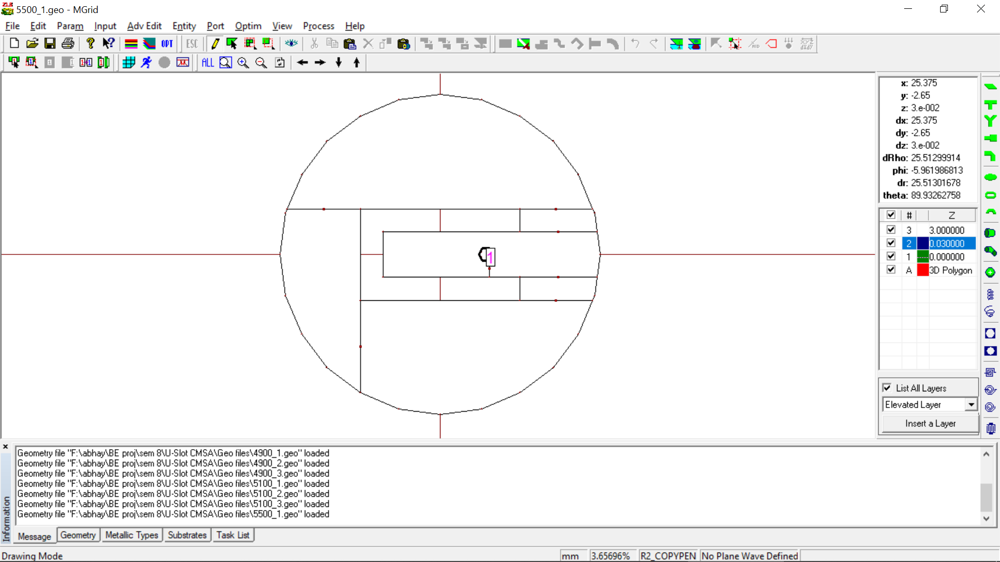 5500_1.geo - MGrid
File Edit Param Input Adv Edit Entity Port Optim View Process Help
OPT ESC
ALL
1
x: 25.375
y: -2.65
z: 3.e-002
dx: 25.375
dy: -2.65
dz: 3.e-002
dRho: 25.51299914
phi: -5.961986813
dr: 25.51301678
theta: 89.93262758
# Z
3 3.000000
2 0.030000
1 0.000000
A 3D Polygon
List All Layers
Elevated Layer
Insert a Layer
Geometry file "F:\abhay\BE proj\sem 8\U-Slot CMSA\Geo files\4900_1.geo" loaded
Geometry file "F:\abhay\BE proj\sem 8\U-Slot CMSA\Geo files\4900_2.geo" loaded
Geometry file "F:\abhay\BE proj\sem 8\U-Slot CMSA\Geo files\4900_3.geo" loaded
Geometry file "F:\abhay\BE proj\sem 8\U-Slot CMSA\Geo files\5100_1.geo" loaded
Geometry file "F:\abhay\BE proj\sem 8\U-Slot CMSA\Geo files\5100_2.geo" loaded
Geometry file "F:\abhay\BE proj\sem 8\U-Slot CMSA\Geo files\5100_3.geo" loaded
Geometry file "F:\abhay\BE proj\sem 8\U-Slot CMSA\Geo files\5500_1.geo" loaded
Information
Message Geometry Metallic Types Substrates Task List
Drawing Mode mm 3.65696% R2_COPYPEN No Plane Wave Defined